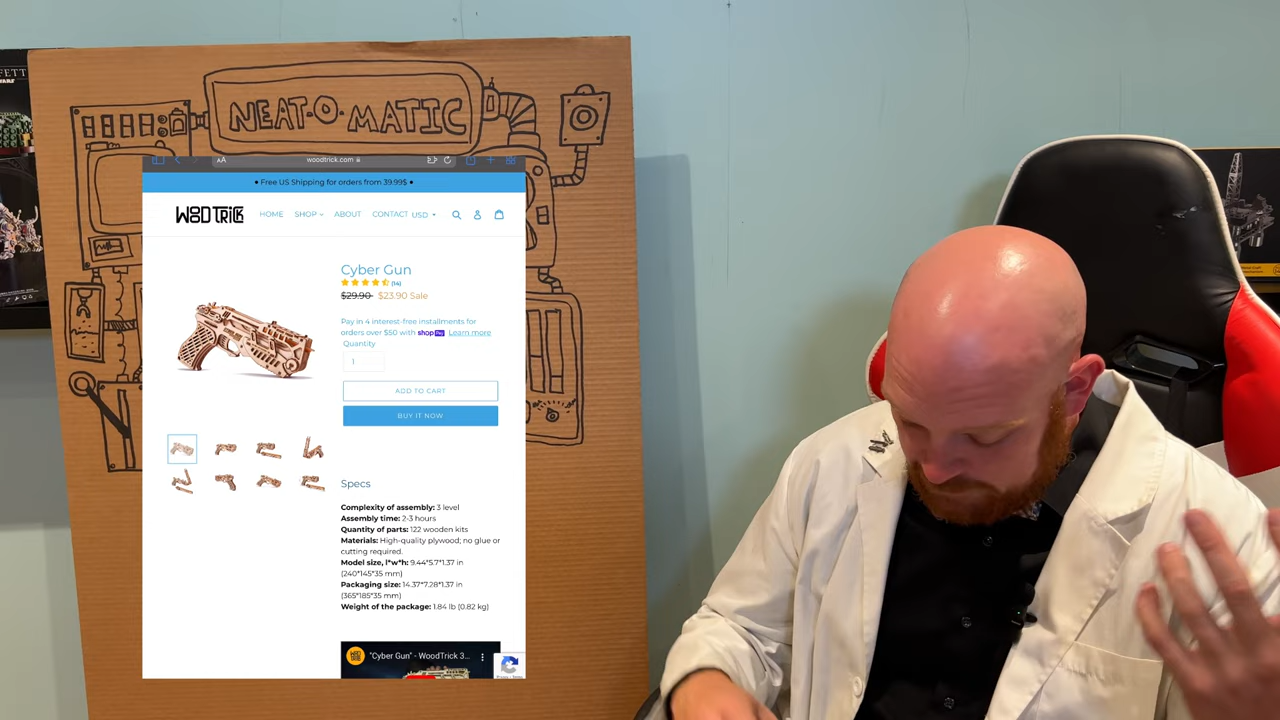 FETT
NEAT-O-MATIC
AA
woodtrick.com
• Free US Shipping for orders from 39.99$ •
WOOD TRICK
HOME SHOP ABOUT CONTACT USD
Cyber Gun
(14)
$29.90 $23.90 Sale
Pay in 4 interest-free installments for
orders over $50 with shop Pay Learn more
Quantity
1
ADD TO CART
BUY IT NOW
Specs
Complexity of assembly: 3 level
Assembly time: 2-3 hours
Quantity of parts: 122 wooden kits
Materials: High-quality plywood; no glue or
cutting required.
Model size, l*w*h: 9.44*5.7*1.37 in
(240*145*35 mm)
Packaging size: 14.37*7.28*1.37 in
(365*185*35 mm)
Weight of the package: 1.84 lb (0.82 kg)
"Cyber Gun" - WoodTrick 3...